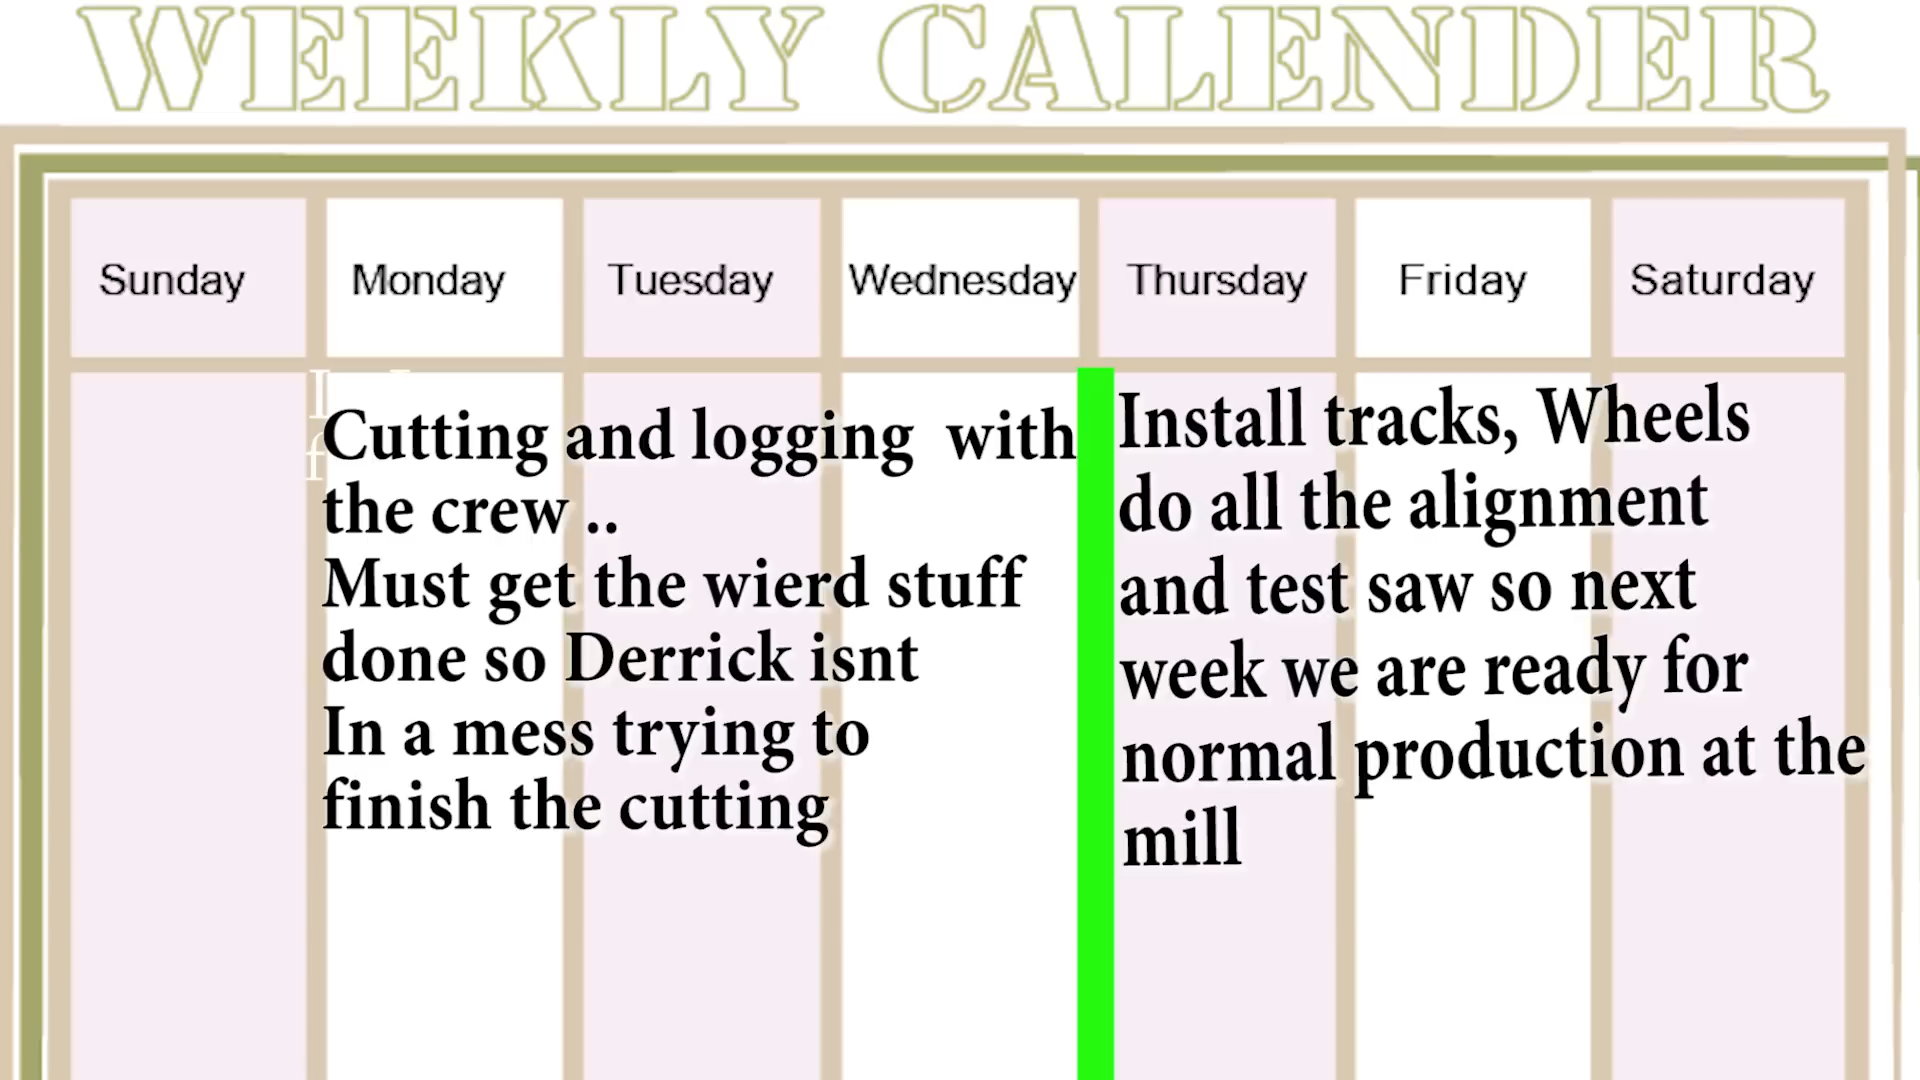 WEEKLY CALENDER
Sunday Monday Tuesday Wednesday Thursday Friday Saturday
Cutting and logging with
the crew ..
Must get the wierd stuff
done so Derrick isnt
In a mess trying to
finish the cutting
Install tracks, Wheels
do all the alignment
and test saw so next
week we are ready for
normal production at the
mill